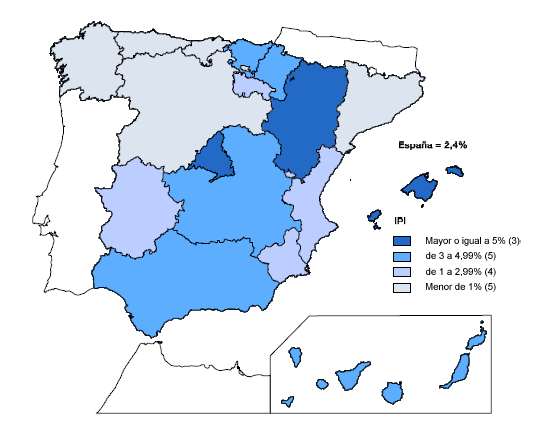 España = 2,4%
IPI
Mayor o igual a 5% (3)
de 3 a 4,99% (5)
de 1 a 2,99% (4)
Menor de 1% (5)